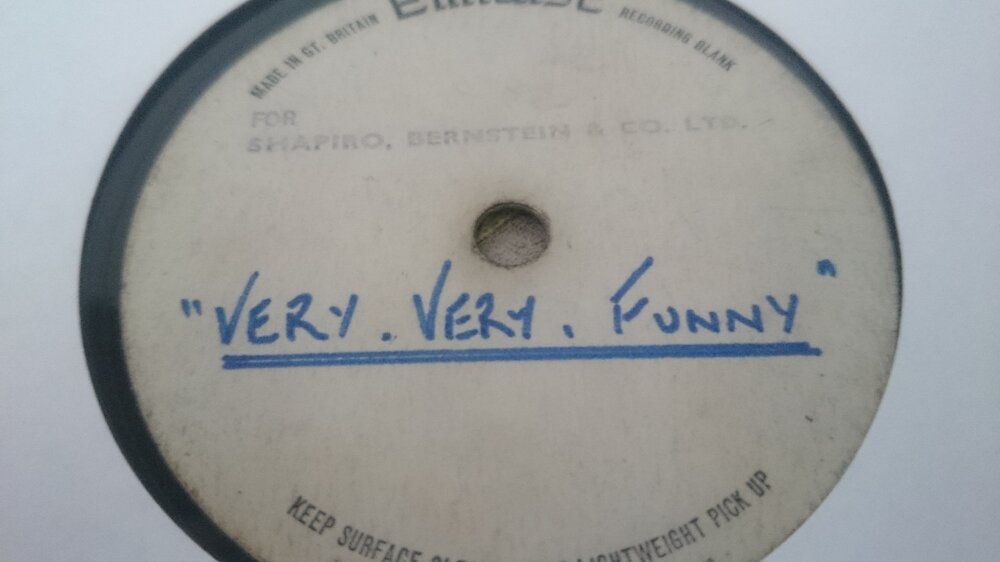 MADE IN GT. BRITAIN
RECORDING BLANK
FOR
SHAPIRO, BERNSTEIN & CO. LTD.
"VERY. VERY. FUNNY"
KEEP SURFACE
LIGHTWEIGHT PICK UP